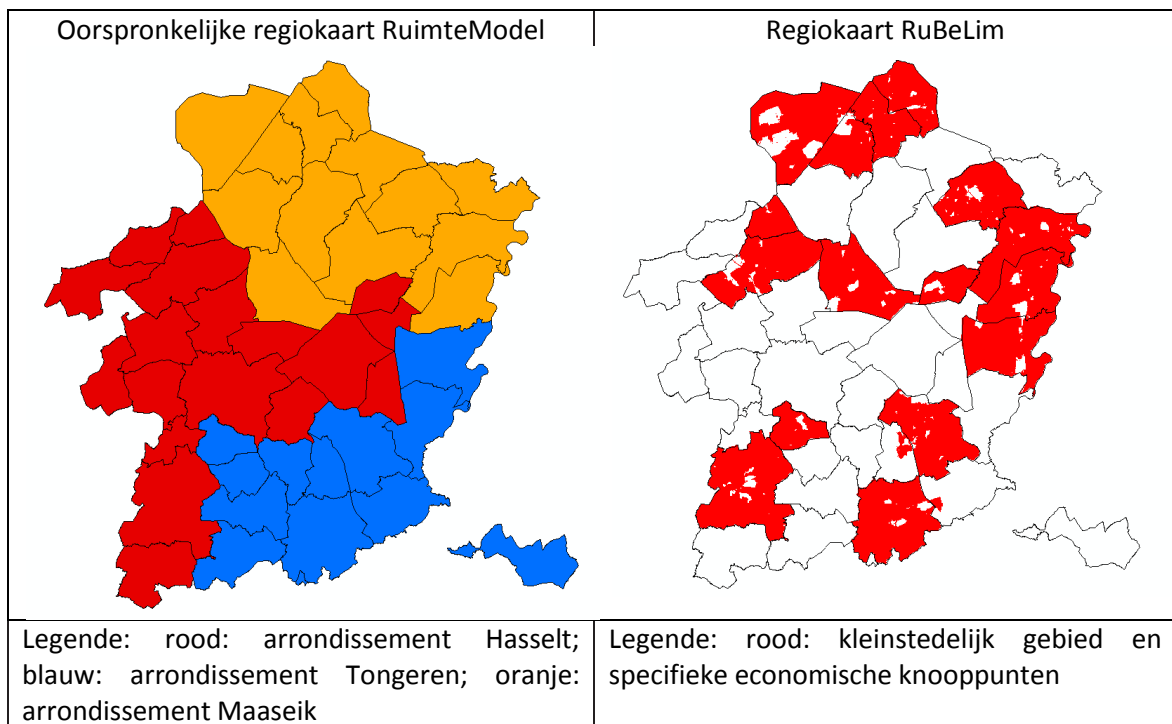 Oorspronkelijke regiokaart RuimteModel
Regiokaart RuBeLim
Legende: rood: arrondissement Hasselt;
blauw: arrondissement Tongeren; oranje:
arrondissement Maaseik
Legende: rood: kleinstedelijk gebied en
specifieke economische knooppunten